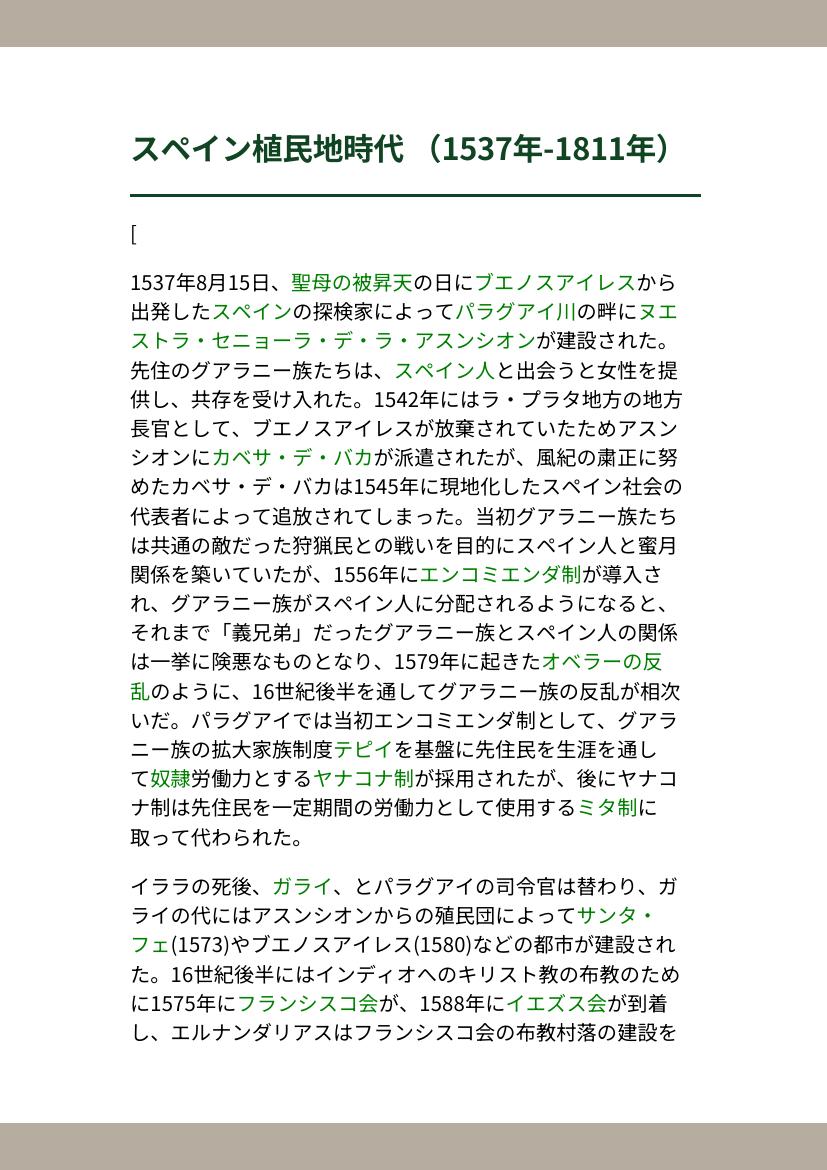 スペイン植民地時代 （1537年-1811年）
[
1537年8月15日、聖母の被昇天の日にブエノスアイレスから
出発したスペインの探検家によってパラグアイ川の畔にヌエ
ストラ・セニョーラ・デ・ラ・アスンシオンが建設された。
先住のグアラニー族たちは、スペイン人と出会うと女性を提
供し、共存を受け入れた。1542年にはラ・プラタ地方の地方
長官として、ブエノスアイレスが放棄されていたためアスン
シオンにカベサ・デ・バカが派遣されたが、風紀の粛正に努
めたカベサ・デ・バカは1545年に現地化したスペイン社会の
代表者によって追放されてしまった。当初グアラニー族たち
は共通の敵だった狩猟民との戦いを目的にスペイン人と蜜月
関係を築いていたが、1556年にエンコミエンダ制が導入さ
れ、グアラニー族がスペイン人に分配されるようになると、
それまで「義兄弟」だったグアラニー族とスペイン人の関係
は一挙に険悪なものとなり、1579年に起きたオベラーの反
乱のように、16世紀後半を通してグアラニー族の反乱が相次
いだ。パラグアイでは当初エンコミエンダ制として、グアラ
ニー族の拡大家族制度テピイを基盤に先住民を生涯を通し
て奴隷労働力とするヤナコナ制が採用されたが、後にヤナコ
ナ制は先住民を一定期間の労働力として使用するミタ制に
取って代わられた。
イララの死後、ガライ、とパラグアイの司令官は替わり、ガ
ライの代にはアスンシオンからの殖民団によってサンタ・
フェ(1573)やブエノスアイレス(1580)などの都市が建設され
た。16世紀後半にはインディオへのキリスト教の布教のため
に1575年にフランシスコ会が、1588年にイエズス会が到着
し、エルナンダリアスはフランシスコ会の布教村落の建設を